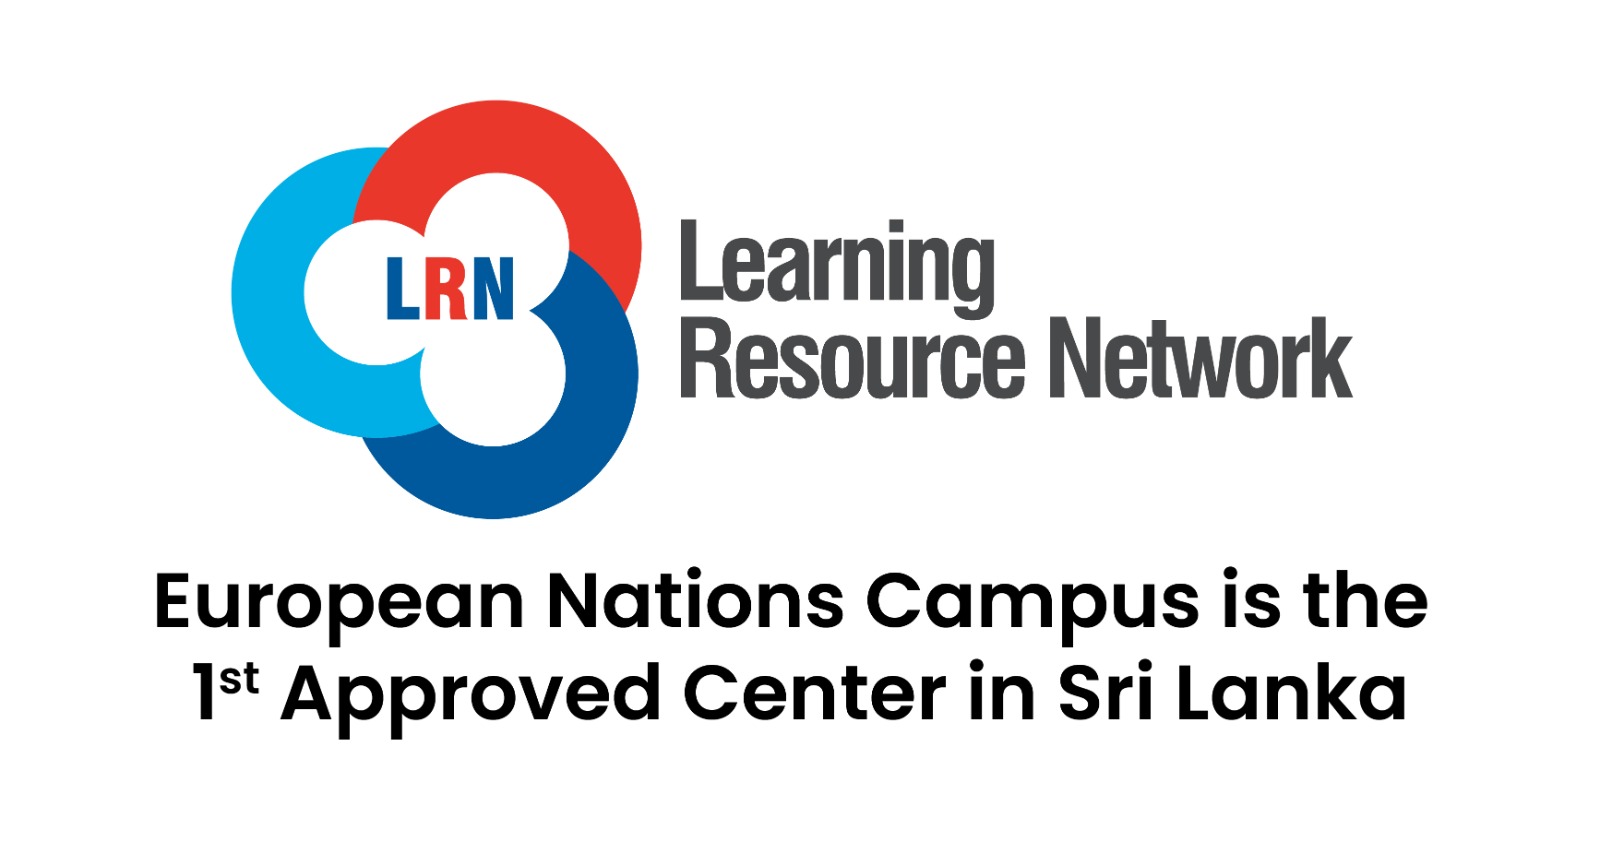 LRN
Learning
Resource Network
European Nations Campus is the
1st Approved Center in Sri Lanka